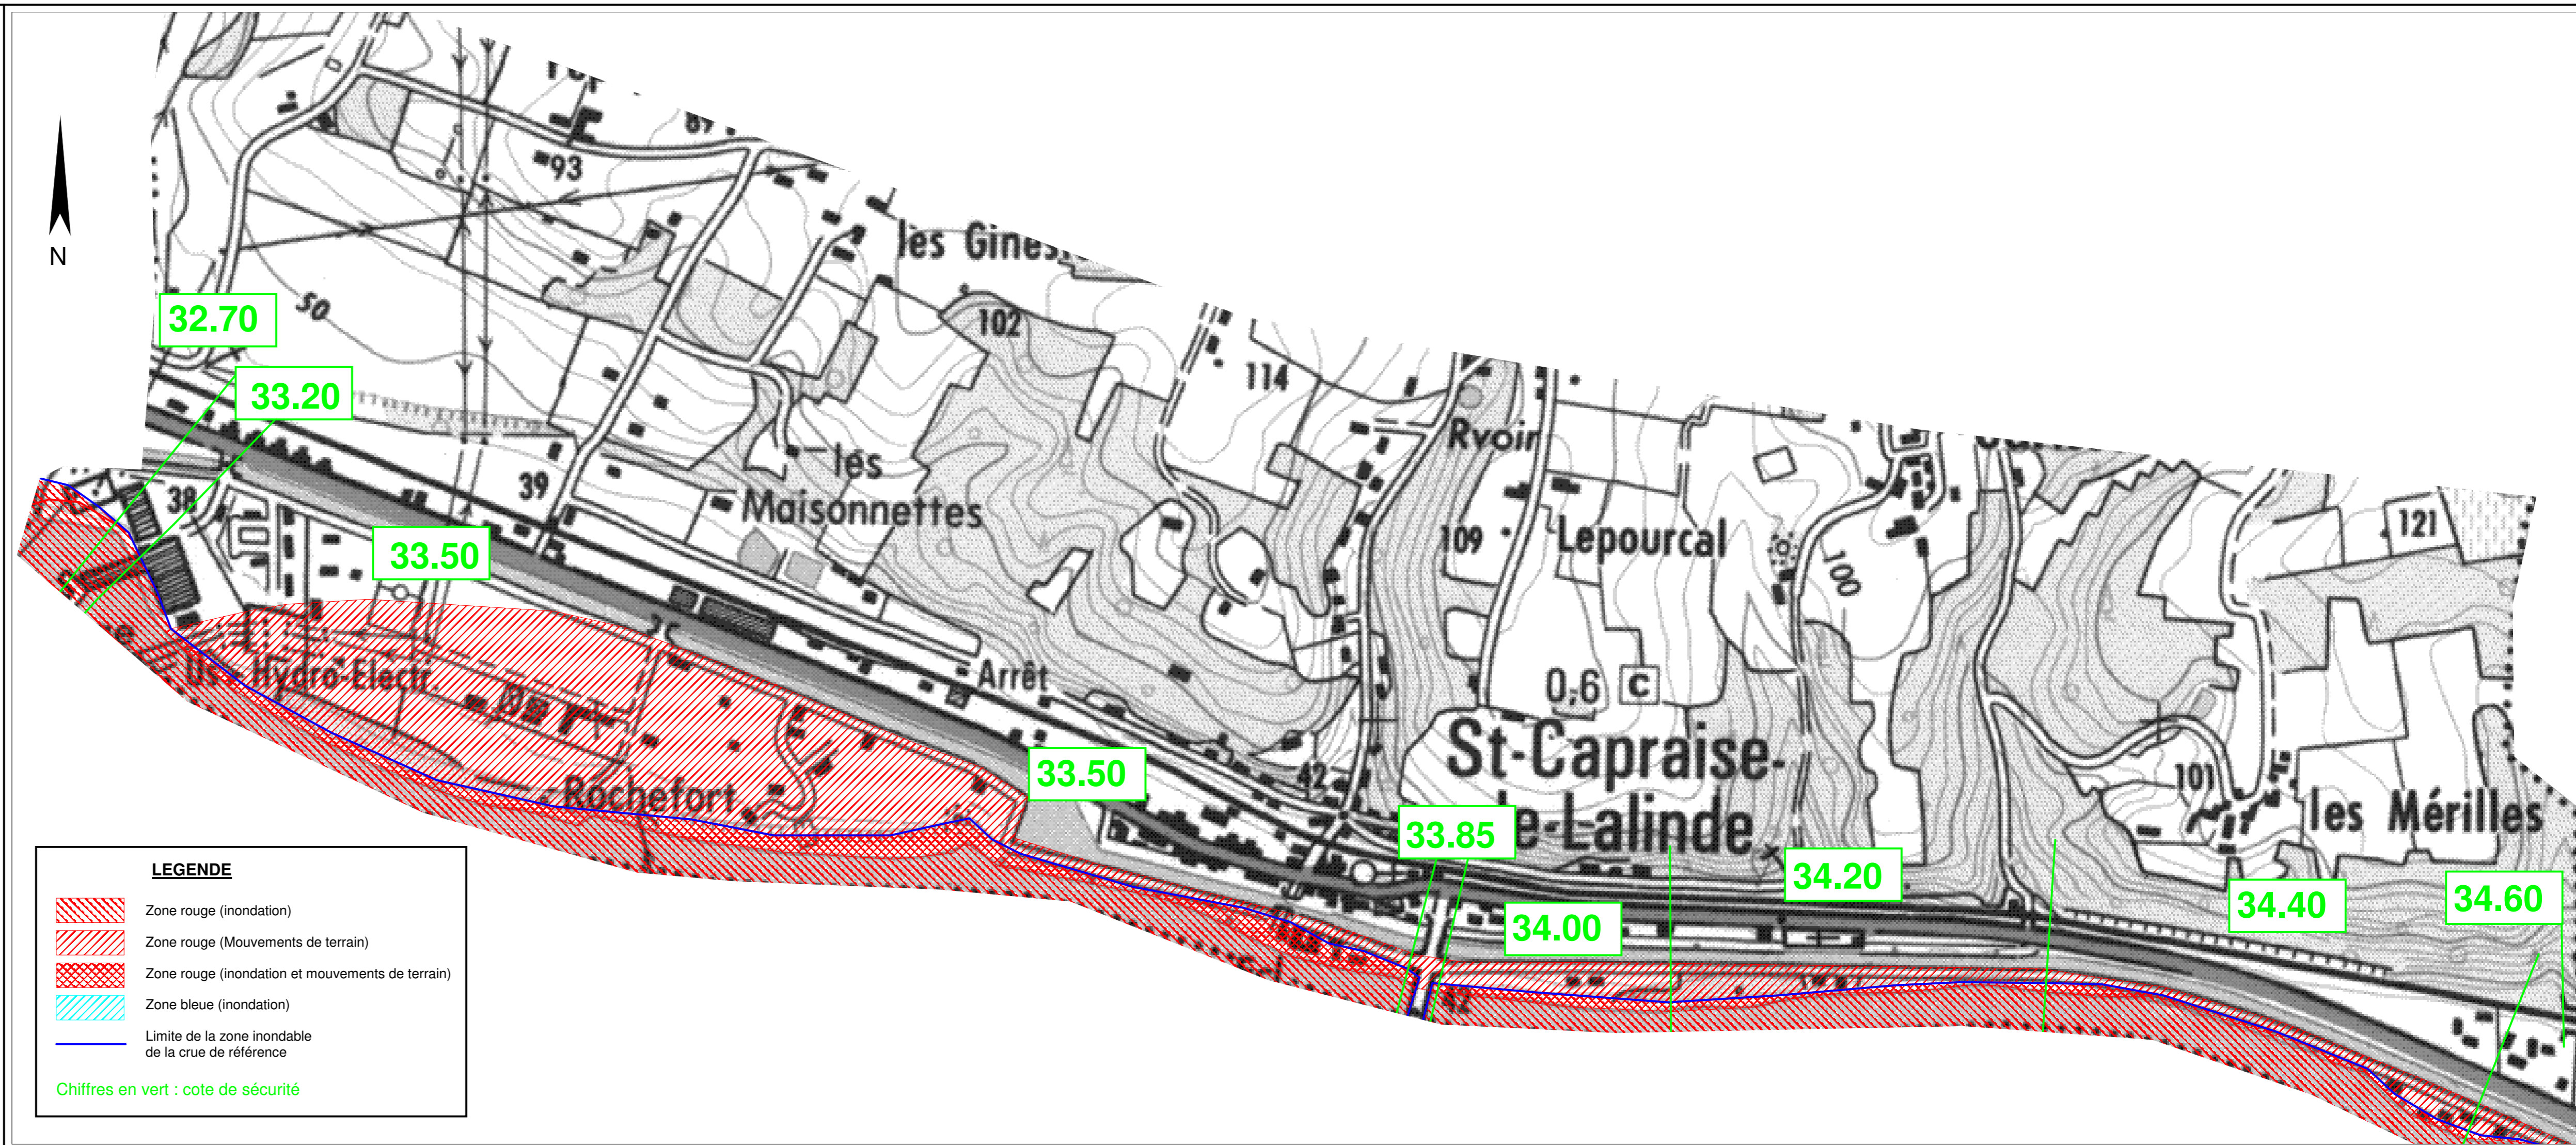 93
les
102
114
N
50
32.70
33.20
Rvoir
39
les
Maisonnettes
38
109
Lepourcal
121
100
33.50
Us. Hydro-Electr.
Arrêt
0,6 C
St-Capraise-
de-Lalinde
33.50
42
Rochefort
101
les Mérilles
33.85
34.20
34.40
34.60
34.00
42
LEGENDE
Zone rouge (inondation)
Zone rouge (Mouvements de terrain)
Zone rouge (inondation et mouvements de terrain)
Zone bleue (inondation)
Limite de la zone inondable
de la crue de référence
Chiffres en vert : cote de sécurité